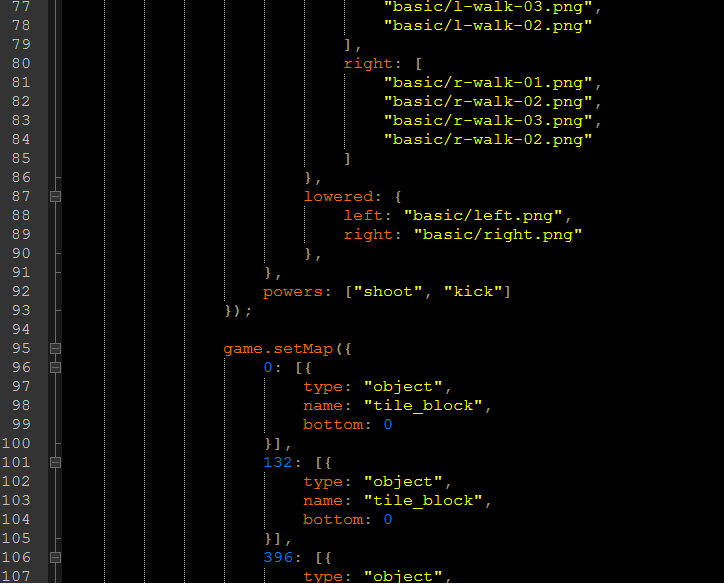 77 "basic/l-walk-03.png",
78 "basic/l-walk-02.png"
79 ],
80 right: [
81 "basic/r-walk-01.png",
82 "basic/r-walk-02.png",
83 "basic/r-walk-03.png",
84 "basic/r-walk-02.png"
85 ]
86 },
87 lowered: {
88 left: "basic/left.png",
89 right: "basic/right.png"
90 },
91 },
92 powers: ["shoot", "kick"]
93 });
94
95 game.setMap({
96 0: [{
97 type: "object",
98 name: "tile_block",
99 bottom: 0
100 }],
101 132: [{
102 type: "object",
103 name: "tile_block",
104 bottom: 0
105 }],
106 396: [{
107 type: "object",